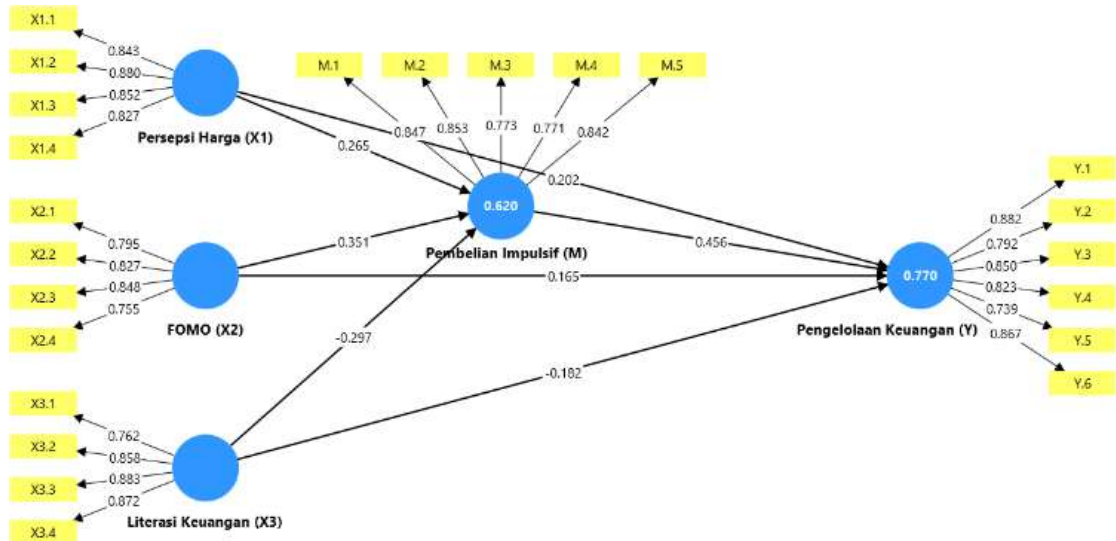 X1.1
X1.2
X1.3
X1.4
0.843
0.880
0.852
0.827
Persepsi Harga (X1)
M.1
M.2
M.3
M.4
M.5
0.847
0.853
0.773
0.771
0.842
0.265
0.202
X2.1
X2.2
X2.3
X2.4
0.795
0.827
0.848
0.755
FOMO (X2)
0.351
0.620
Pembelian Impulsif (M)
0.456
0.165
Y.1
Y.2
Y.3
Y.4
Y.5
Y.6
0.882
0.792
0.850
0.823
0.739
0.867
0.770
Pengelolaan Keuangan (Y)
-0.297
-0.182
X3.1
X3.2
X3.3
X3.4
0.762
0.858
0.883
0.872
Literasi Keuangan (X3)